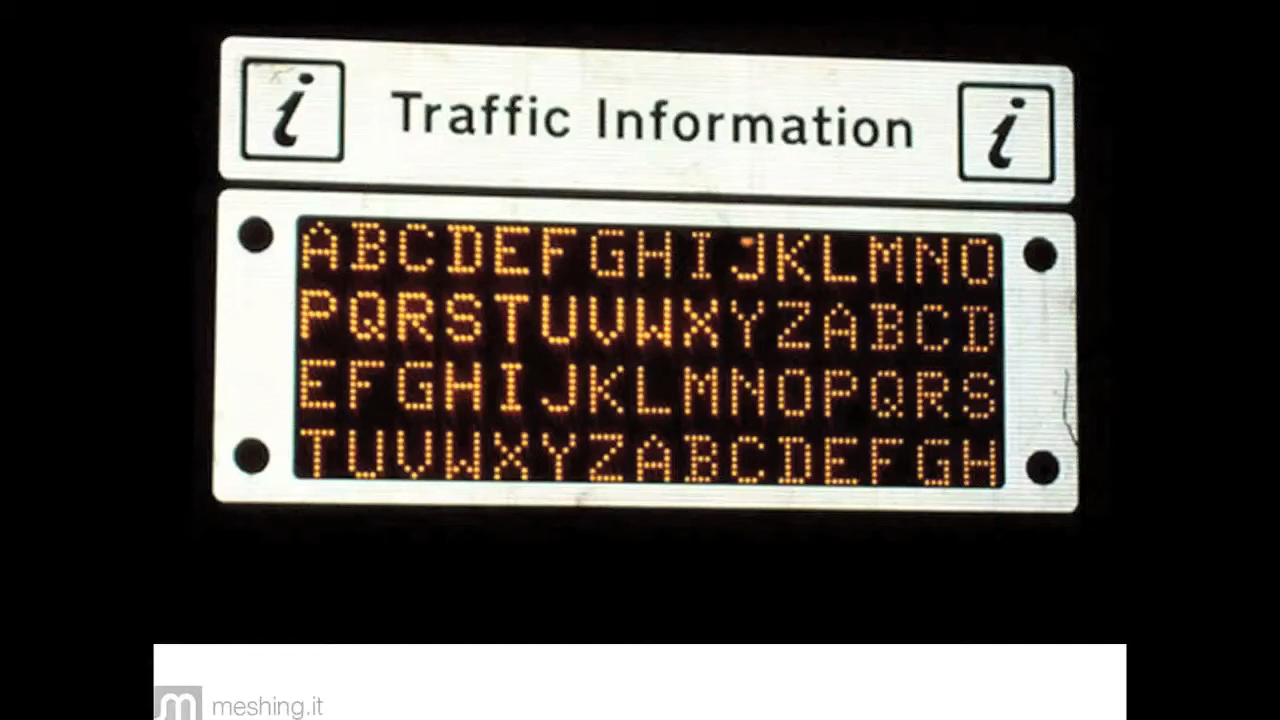 i Traffic Information i
ABCDEFGHIJKLMNO
PQRSTUVWXYZABCD
EFGHIJKLMNOPQRS
TUVWXYZABCDEFGH
m meshing.it